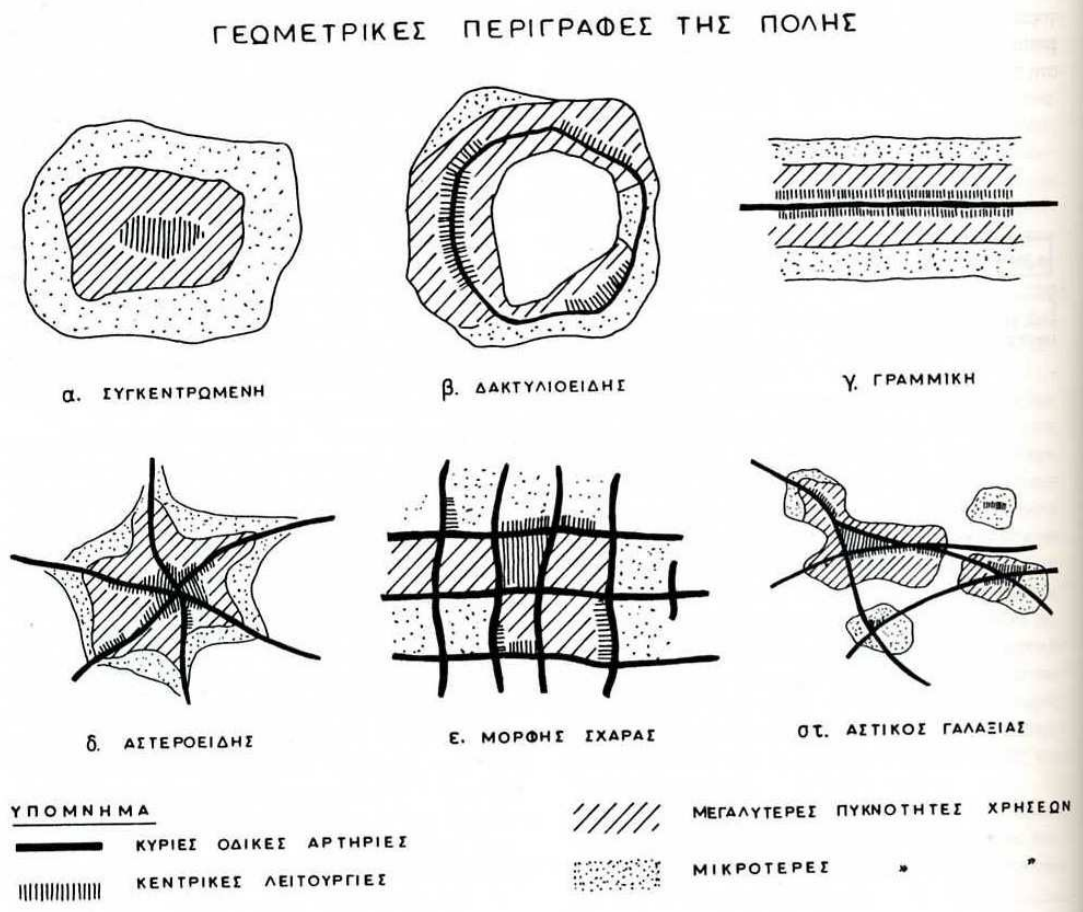 ΓΕΩΜΕΤΡΙΚΕΣ ΠΕΡΙΓΡΑΦΕΣ ΤΗΣ ΠΟΛΗΣ
α. ΣΥΓΚΕΝΤΡΩΜΕΝΗ
β. ΔΑΚΤΥΛΙΟΕΙΔΗΣ
γ. ΓΡΑΜΜΙΚΗ
δ. ΑΣΤΕΡΟΕΙΔΗΣ
ε. ΜΟΡΦΗΣ ΣΧΑΡΑΣ
στ. ΑΣΤΙΚΟΣ ΓΑΛΑΞΙΑΣ
ΥΠΟΜΝΗΜΑ
ΚΥΡΙΕΣ ΟΔΙΚΕΣ ΑΡΤΗΡΙΕΣ
ΚΕΝΤΡΙΚΕΣ ΛΕΙΤΟΥΡΓΙΕΣ
ΜΕΓΑΛΥΤΕΡΕΣ ΠΥΚΝΟΤΗΤΕΣ ΧΡΗΣΕΩΝ
ΜΙΚΡΟΤΕΡΕΣ » »